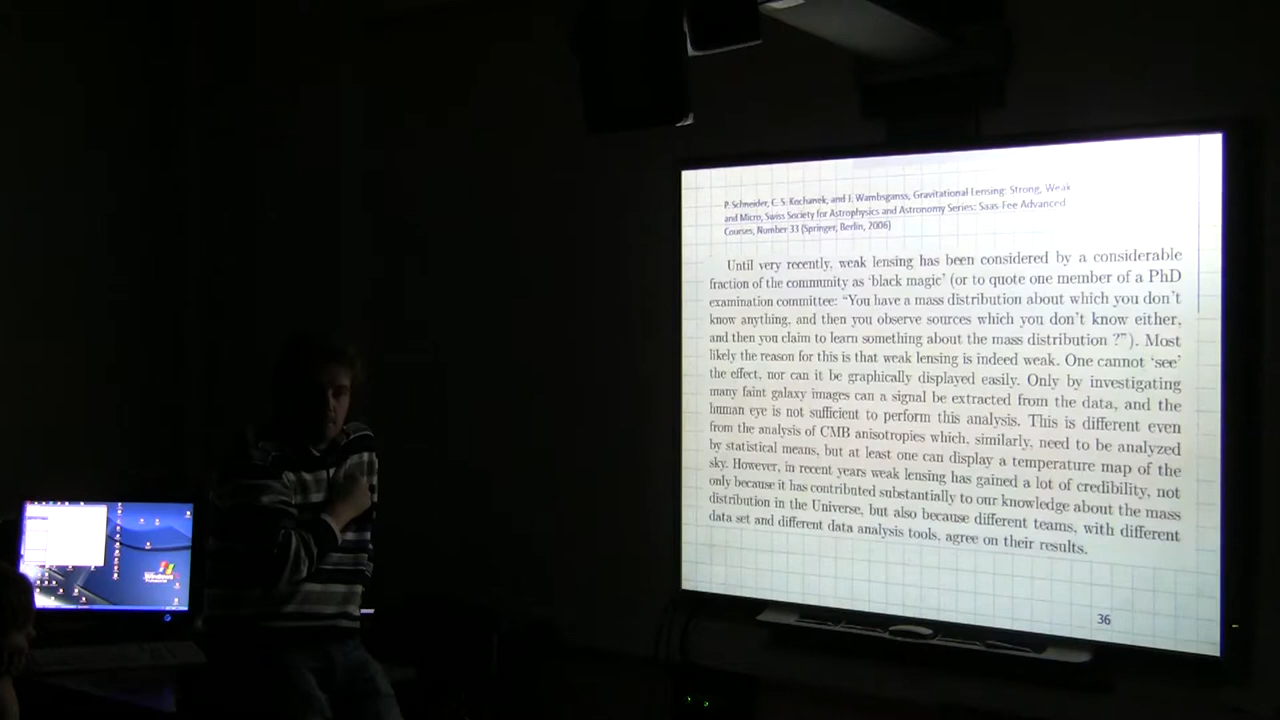 P. Schneider, C. S. Kochanek, and J. Wambsganss, Gravitational Lensing: Strong, Weak
and Micro, Swiss Society for Astrophysics and Astronomy Series: Saas-Fee Advanced
Courses, Number 33 (Springer, Berlin, 2006)
Until very recently, weak lensing has been considered by a considerable
fraction of the community as 'black magic' (or to quote one member of a PhD
examination committee: “You have a mass distribution about which you don't
know anything, and then you observe sources which you don't know either,
and then you claim to learn something about the mass distribution ?”). Most
likely the reason for this is that weak lensing is indeed weak. One cannot 'see'
the effect, nor can it be graphically displayed easily. Only by investigating
many faint galaxy images can a signal be extracted from the data, and the
human eye is not sufficient to perform this analysis. This is different even
from the analysis of CMB anisotropies which, similarly, need to be analyzed
by statistical means, but at least one can display a temperature map of the
sky. However, in recent years weak lensing has gained a lot of credibility, not
only because it has contributed substantially to our knowledge about the mass
distribution in the Universe, but also because different teams, with different
data set and different data analysis tools, agree on their results.
36
Windows